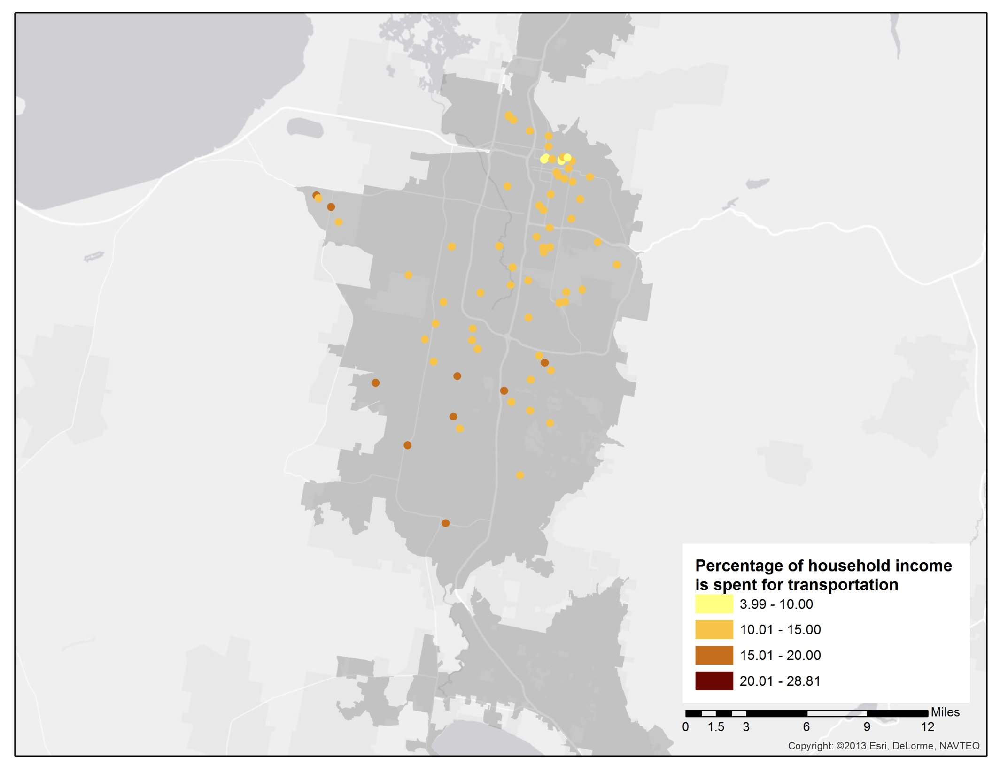 Percentage of household income
is spent for transportation
3.99 - 10.00
10.01 - 15.00
15.01 - 20.00
20.01 - 28.81
Miles
0 1.5 3 6 9 12
Copyright: ©2013 Esri, DeLorme, NAVTEQ